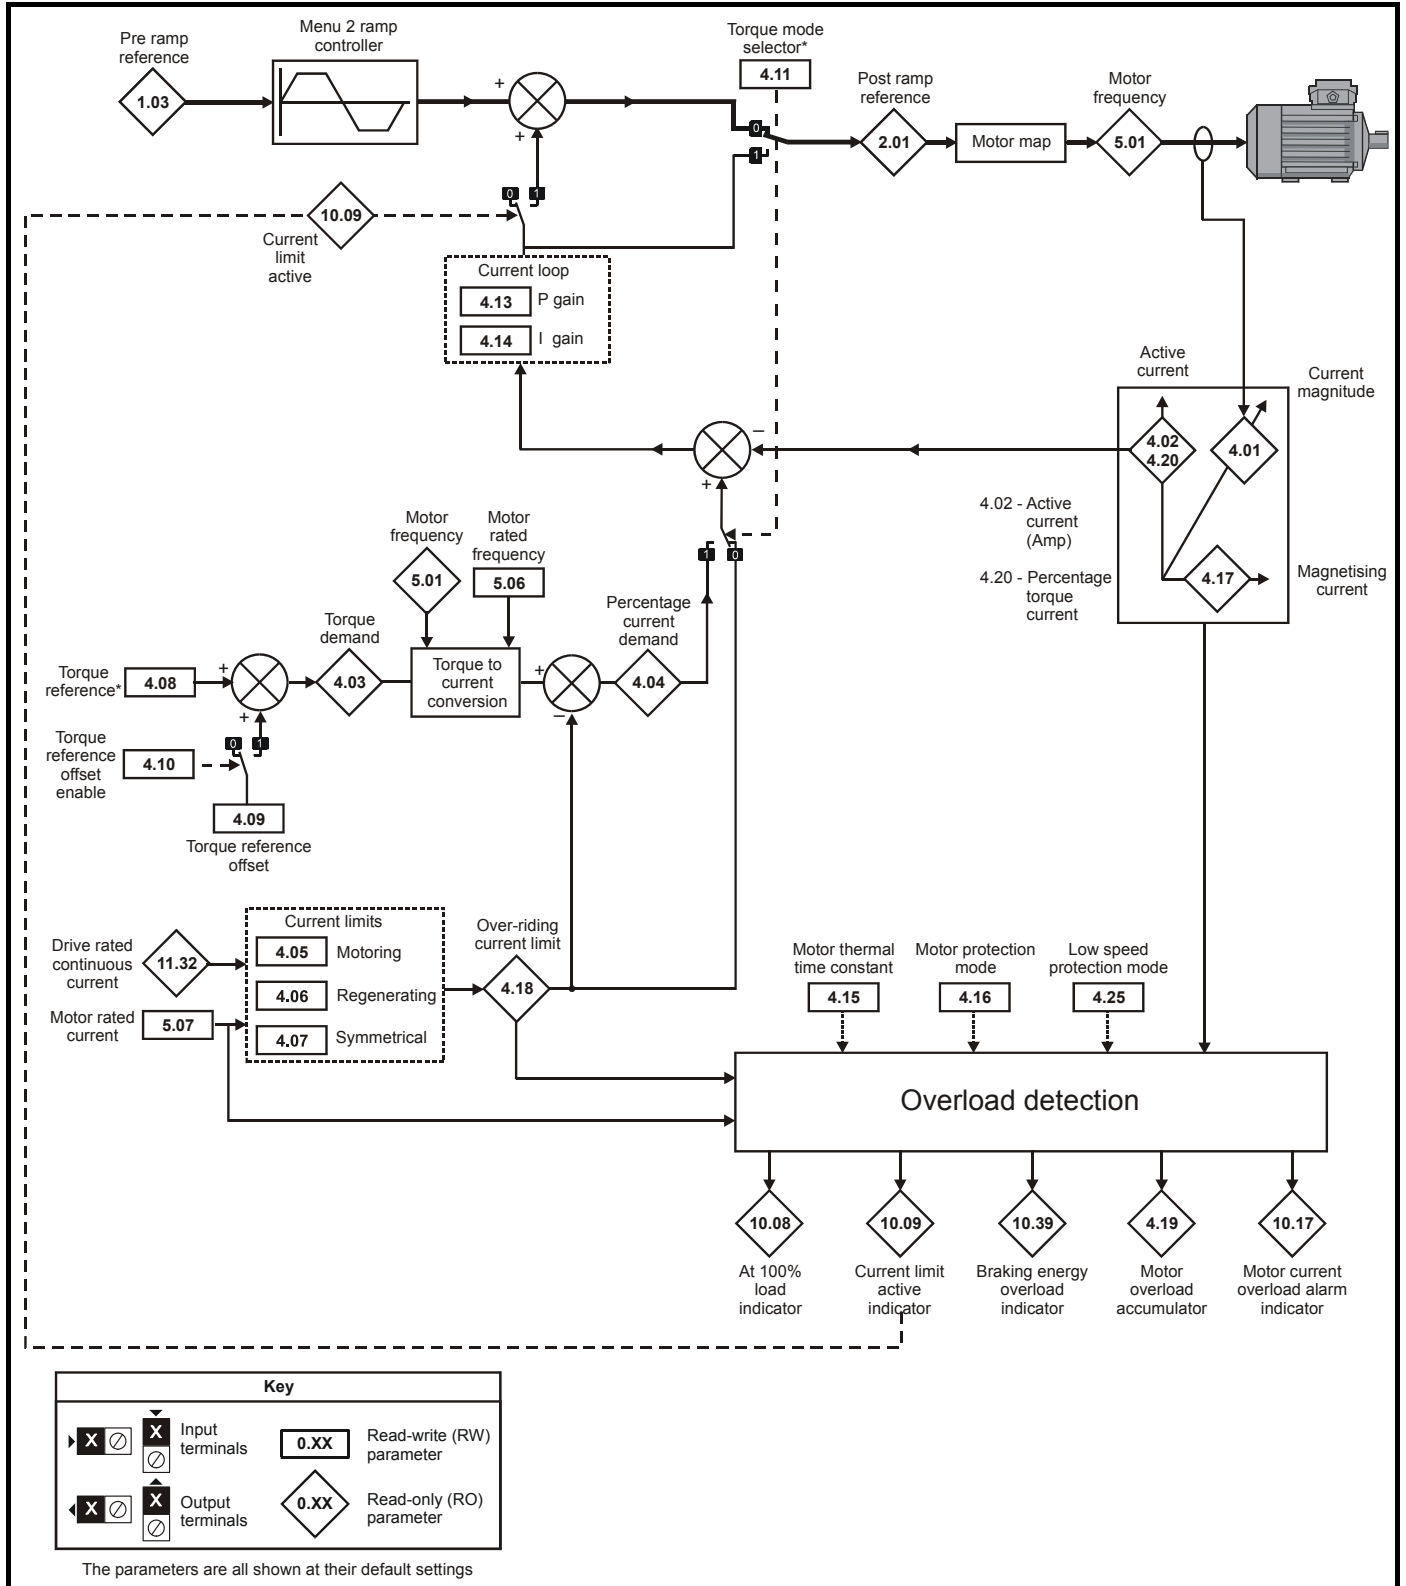 Pre ramp
reference
1.03
Menu 2 ramp
controller
+
+
Torque mode
selector*
4.11
0
1
Post ramp
reference
2.01
Motor map
Motor
frequency
5.01
10.09
Current
limit
active
0
1
Current loop
4.13
P gain
4.14
I gain
Active
current
Current
magnitude
4.02
4.20
4.01
4.02 - Active
current
(Amp)
4.20 - Percentage
torque
current
4.17
Magnetising
current
–
+
1
0
Motor
frequency
5.01
Motor
rated
frequency
5.06
Torque
reference*
4.08
+
+
Torque
demand
4.03
Torque to
current
conversion
+
–
Percentage
current
demand
4.04
Torque
reference
offset
enable
4.10
0
1
4.09
Torque reference
offset
Drive rated
continuous
current
11.32
Motor rated
current
5.07
Current limits
4.05
Motoring
4.06
Regenerating
4.07
Symmetrical
Over-riding
current limit
4.18
Motor thermal
time constant
4.15
Motor protection
mode
4.16
Low speed
protection mode
4.25
Overload detection
10.08
At 100%
load
indicator
10.09
Current limit
active
indicator
10.39
Braking energy
overload
indicator
4.19
Motor
overload
accumulator
10.17
Motor current
overload alarm
indicator
Key
X
X
Input
terminals
0.XX
Read-write (RW)
parameter
X
X
Output
terminals
0.XX
Read-only (RO)
parameter
The parameters are all shown at their default settings